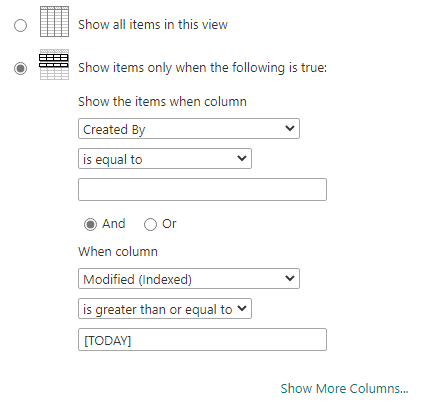 Show all items in this view
Show items only when the following is true:
Show the items when column
Created By
is equal to
And Or
When column
Modified (Indexed)
is greater than or equal to
[TODAY]
Show More Columns...